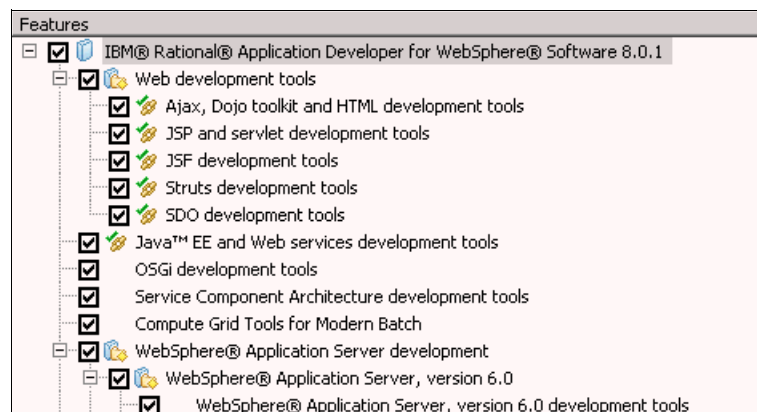 Features
IBM® Rational® Application Developer for WebSphere® Software 8.0.1
Web development tools
Ajax, Dojo toolkit and HTML development tools
JSP and servlet development tools
JSF development tools
Struts development tools
SDO development tools
Java™ EE and Web services development tools
OSGi development tools
Service Component Architecture development tools
Compute Grid Tools for Modern Batch
WebSphere® Application Server development
WebSphere® Application Server, version 6.0
WebSphere® Application Server, version 6.0 development tools